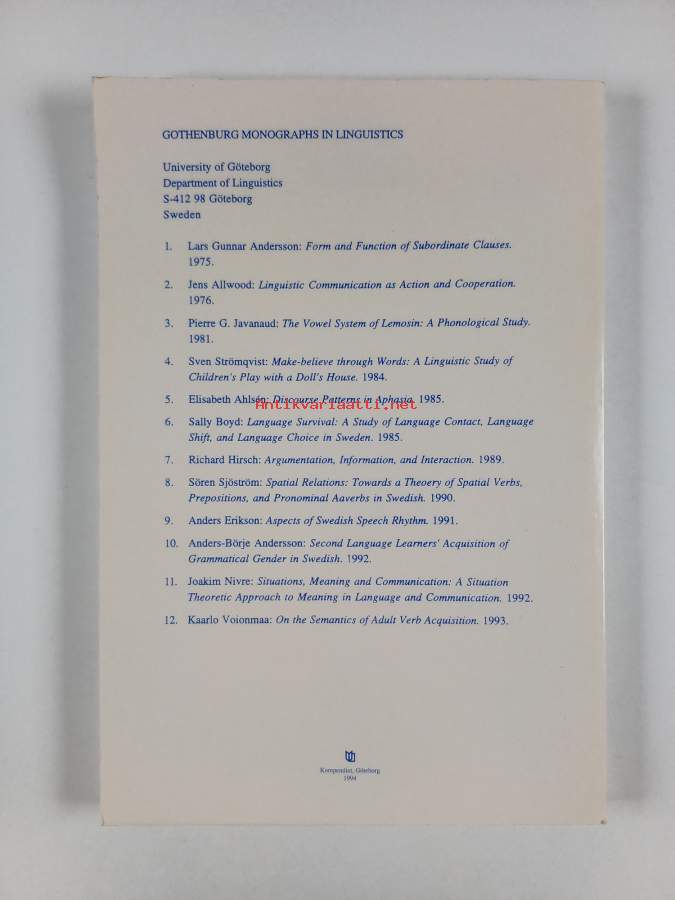 GOTHENBURG MONOGRAPHS IN LINGUISTICS
University of Göteborg
Department of Linguistics
S-412 98 Göteborg
Sweden
1. Lars Gunnar Andersson: Form and Function of Subordinate Clauses.
1975.
2. Jens Allwood: Linguistic Communication as Action and Cooperation.
1976.
3. Pierre G. Javanaud: The Vowel System of Lemosin: A Phonological Study.
1981.
4. Sven Strömqvist: Make-believe through Words: A Linguistic Study of
Children's Play with a Doll's House. 1984.
5. Elisabeth Ahlsén: Discourse Patterns in Aphasia. 1985.
Antikvariaatti.net
6. Sally Boyd: Language Survival: A Study of Language Contact, Language
Shift, and Language Choice in Sweden. 1985.
7. Richard Hirsch: Argumentation, Information, and Interaction. 1989.
8. Sören Sjöström: Spatial Relations: Towards a Theoery of Spatial Verbs,
Prepositions, and Pronominal Aaverbs in Swedish. 1990.
9. Anders Erikson: Aspects of Swedish Speech Rhythm. 1991.
10. Anders-Börje Andersson: Second Language Learners' Acquisition of
Grammatical Gender in Swedish. 1992.
11. Joakim Nivre: Situations, Meaning and Communication: A Situation
Theoretic Approach to Meaning in Language and Communication. 1992.
12. Kaarlo Voionmaa: On the Semantics of Adult Verb Acquisition. 1993.
Kompendiet, Göteborg
1994